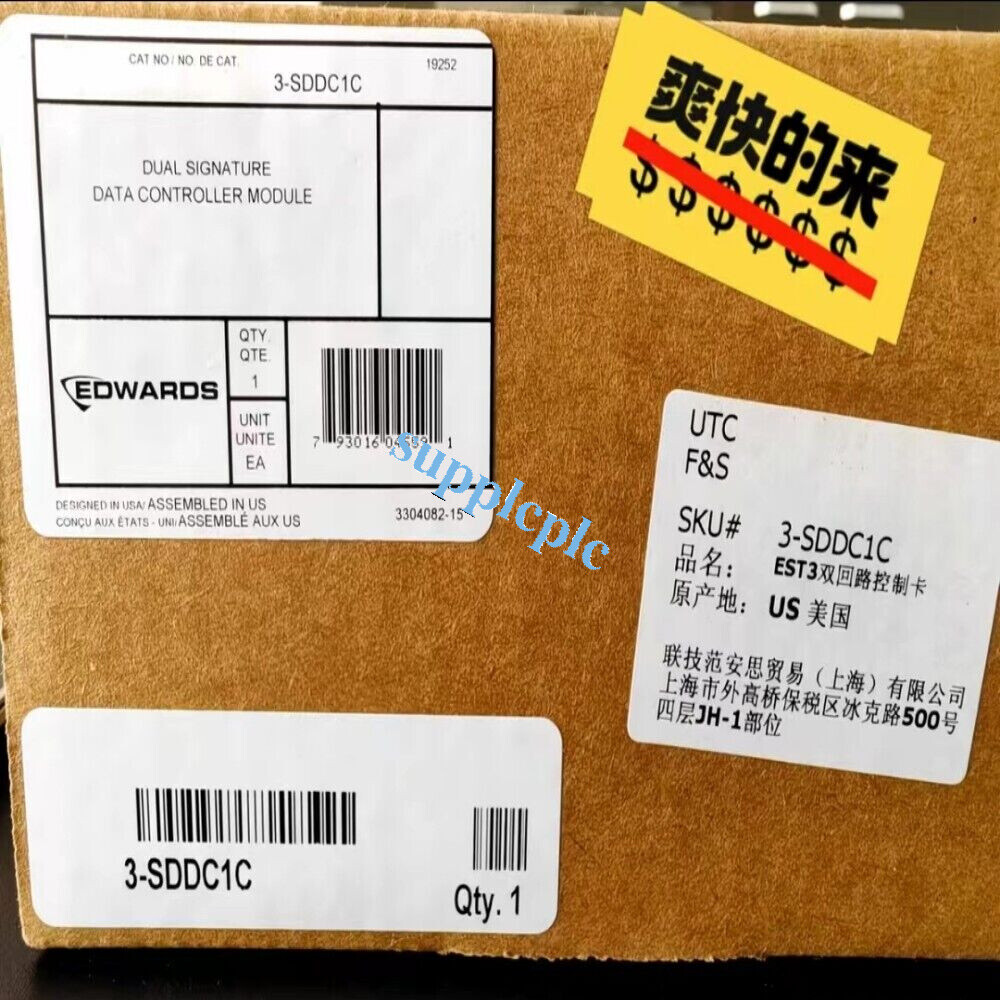 CAT NO / NO. DE CAT.
19252
3-SDDC1C
DUAL SIGNATURE
DATA CONTROLLER MODULE
EDWARDS
QTY.
QTE.
1
UNIT
UNITE
EA
7 93016 04559 1
DESIGNED IN USA/ ASSEMBLED IN US
CONÇU AUX ÉTATS - UNI/ ASSEMBLÉ AUX US
3304082-15
爽快的来
$$$$$$
supplcplc
UTC
F&S
SKU# 3-SDDC1C
品名: EST3双回路控制卡
原产地: US 美国
联技范安思贸易（上海）有限公司
上海市外高桥保税区冰克路500号
四层JH-1部位
3-SDDC1C
Qty. 1